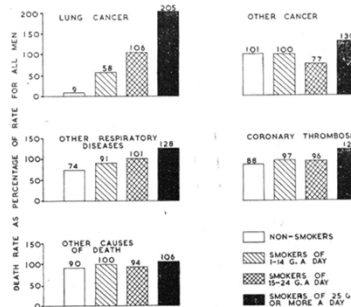 DEATH RATE AS PERCENTAGE OF RATE FOR ALL MEN
LUNG CANCER
200
150
100
50
0
9
58
106
205
OTHER CANCER
101
100
77
OTHER RESPIRATORY
DISEASES
100
50
0
74
91
101
128
CORONARY THROMBOS
88
97
96
OTHER CAUSES
OF DEATH
100
50
0
90
100
94
106
NON-SMOKERS
SMOKERS OF
1-14 G. A DAY
SMOKERS OF
15-24 G. A DAY
SMOKERS OF 25 G
OR MORE A DAY